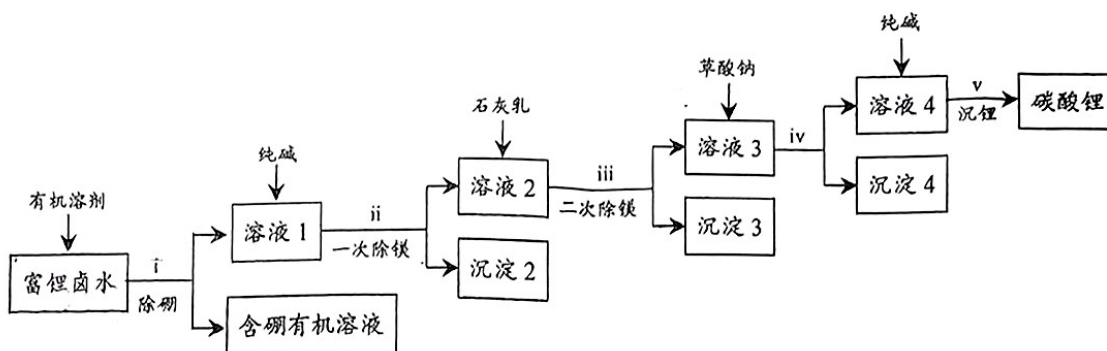 有机溶剂
富锂卤水
i
除硼
纯碱
溶液 1
含硼有机溶液
ii
一次除镁
石灰乳
溶液 2
沉淀 2
iii
二次除镁
草酸钠
溶液 3
沉淀 3
iv
纯碱
溶液 4
沉淀 4
v
沉锂
碳酸锂